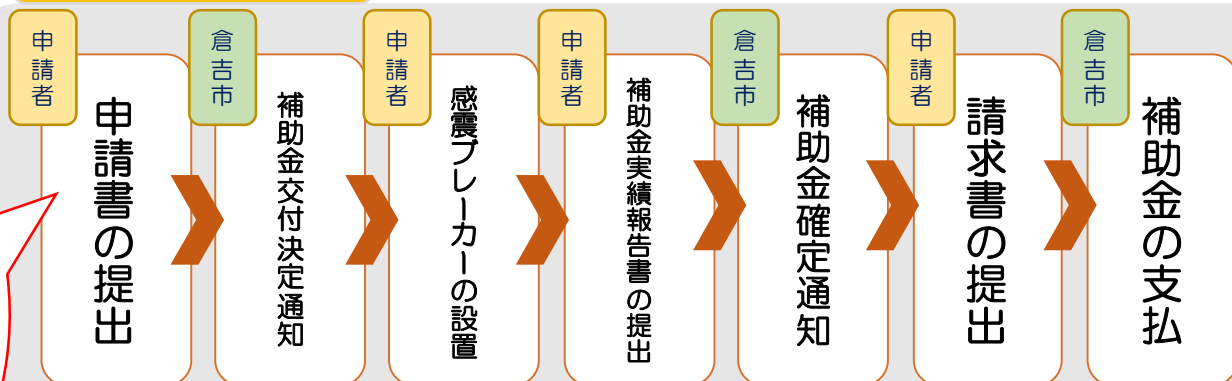 申請者
申請書の提出
倉吉市
補助金交付決定通知
申請者
感震ブレーカーの設置
申請者
補助金実績報告書の提出
倉吉市
補助金確定通知
申請者
請求書の提出
倉吉市
補助金の支払